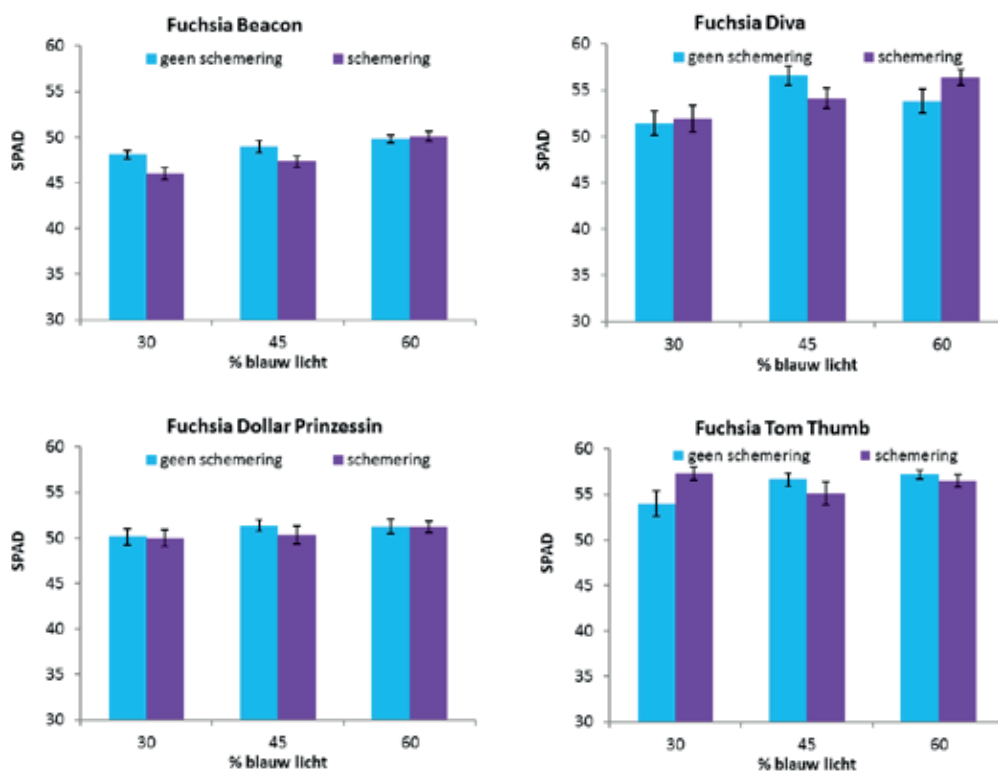 Fuchsia Beacon
60
geen schemering schemering
55
50
SPAD
45
40
35
30
30 45 60
% blauw licht
Fuchsia Diva
60
geen schemering schemering
55
50
SPAD
45
40
35
30
30 45 60
% blauw licht
Fuchsia Dollar Prinzessin
60
geen schemering schemering
55
50
SPAD
45
40
35
30
30 45 60
% blauw licht
Fuchsia Tom Thumb
60
geen schemering schemering
55
50
SPAD
45
40
35
30
30 45 60
% blauw licht